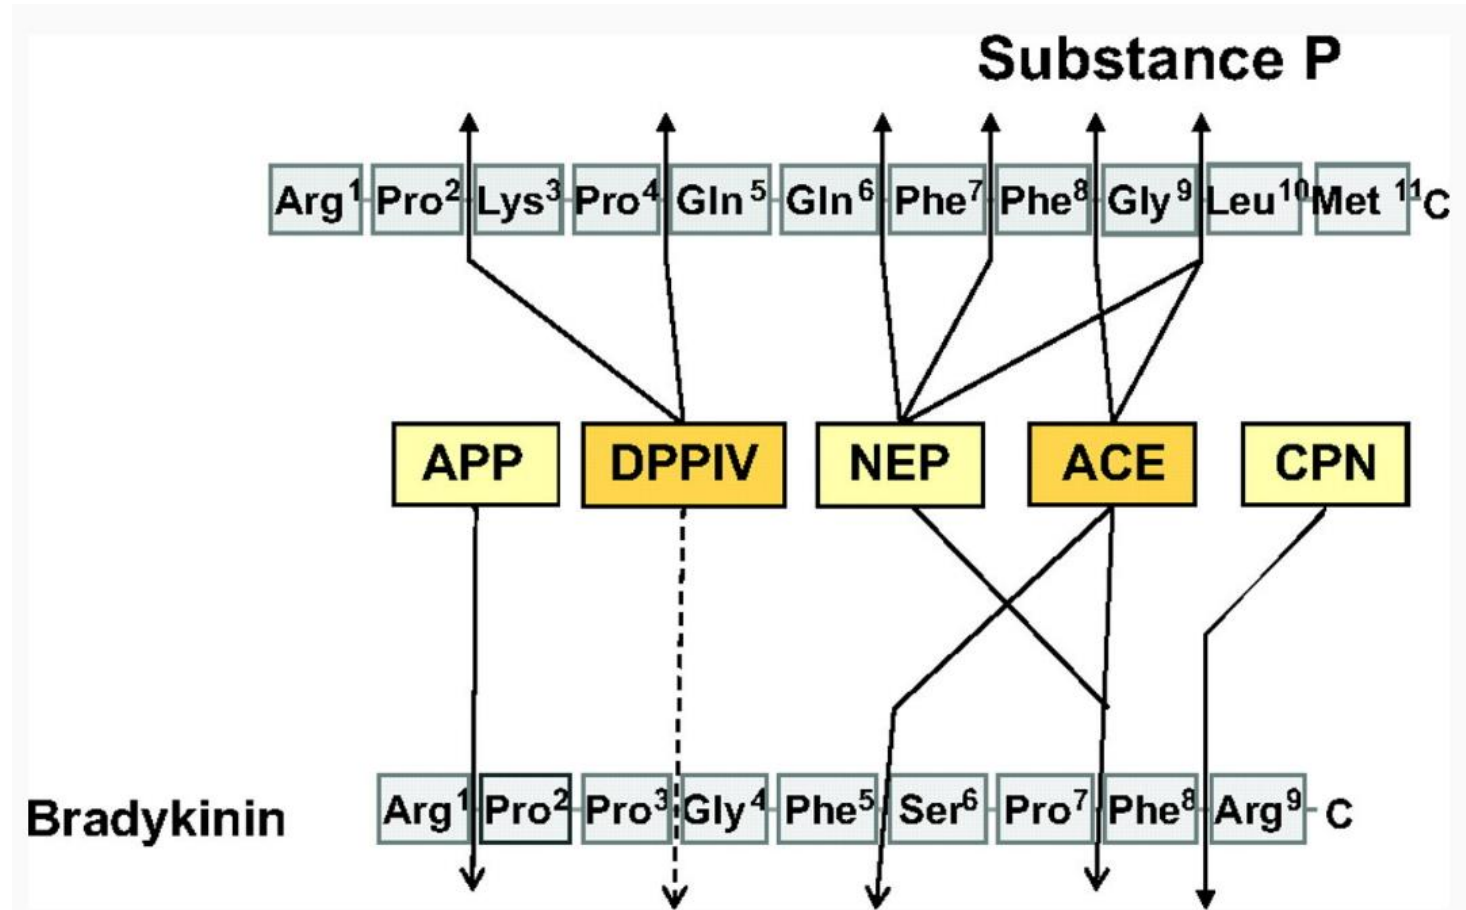 Substance P
Arg¹ Pro² Lys³ Pro⁴ Gln⁵ Gln⁶ Phe⁷ Phe⁸ Gly⁹ Leu¹⁰ Met ¹¹ C
APP DPPIV NEP ACE CPN
Bradykinin Arg¹ Pro² Pro³ Gly⁴ Phe⁵ Ser⁶ Pro⁷ Phe⁸ Arg⁹ C